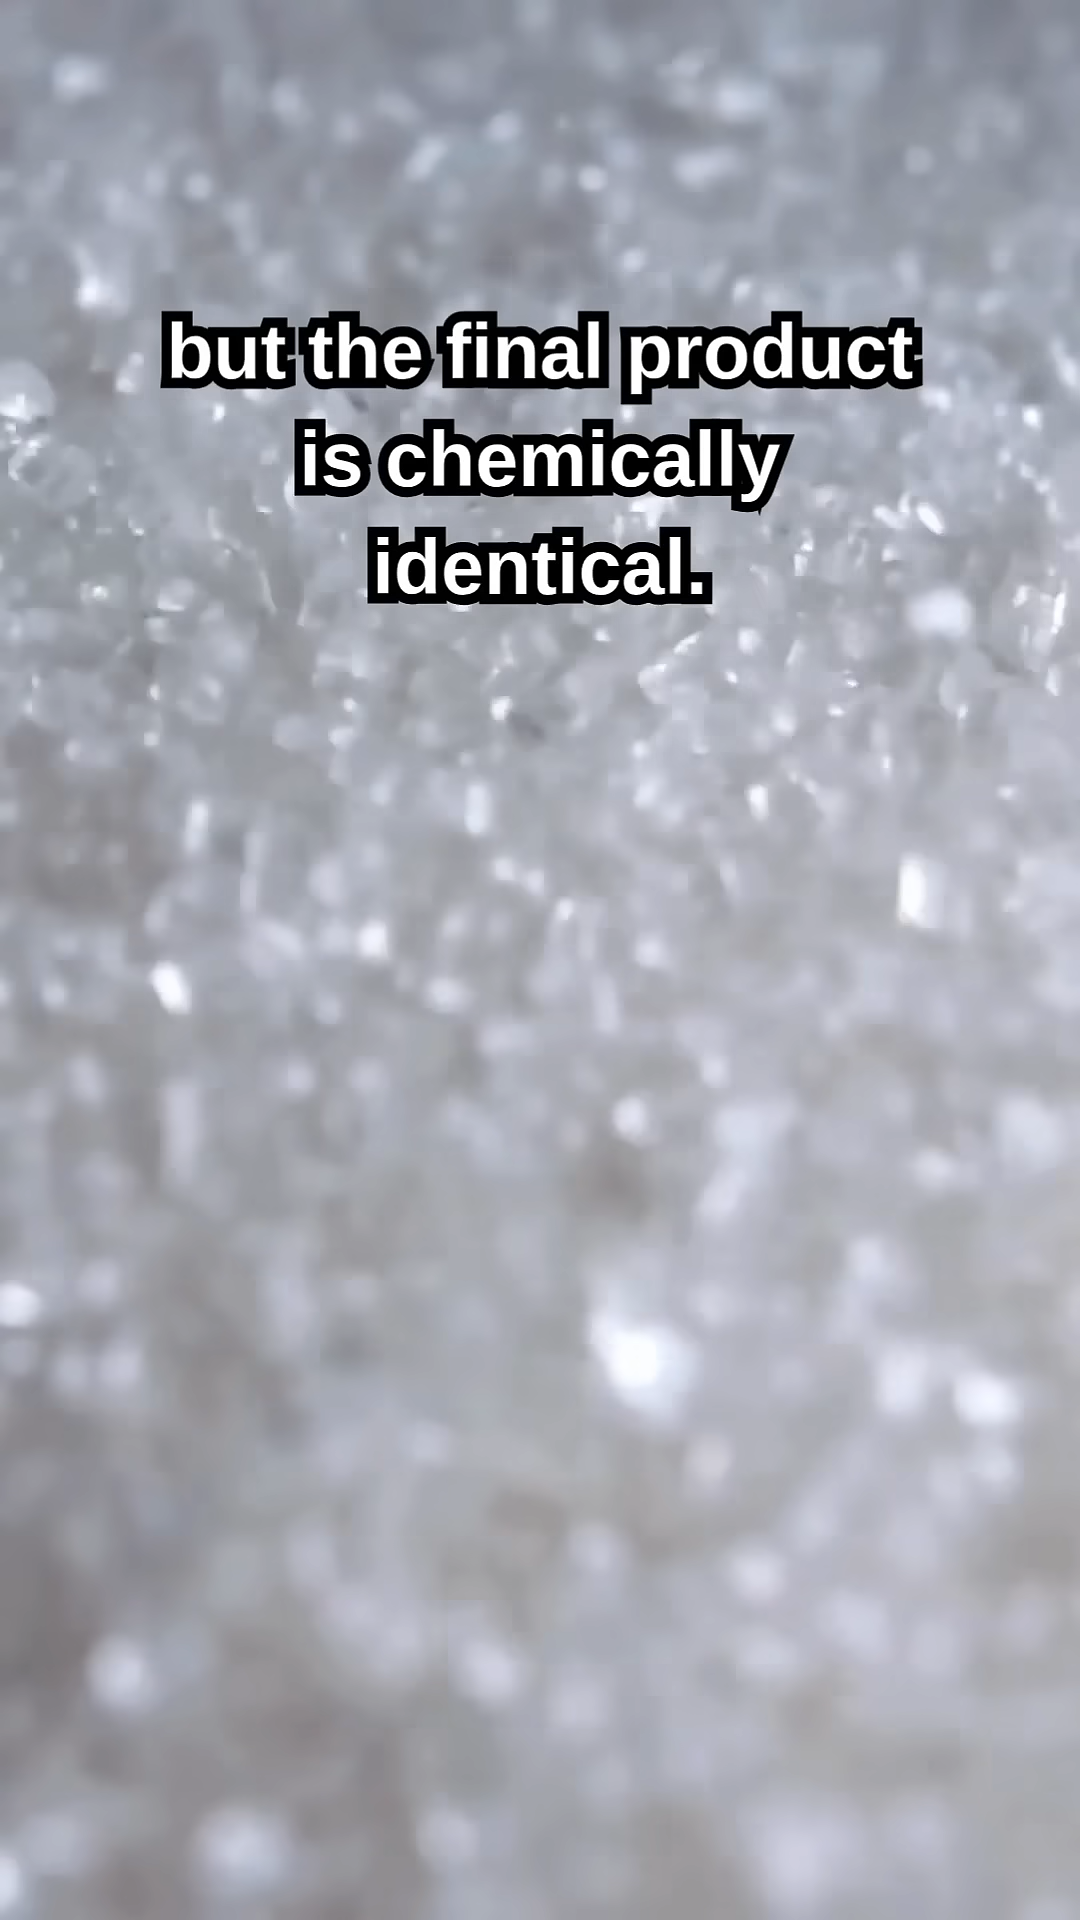 but the final product
is chemically
identical.